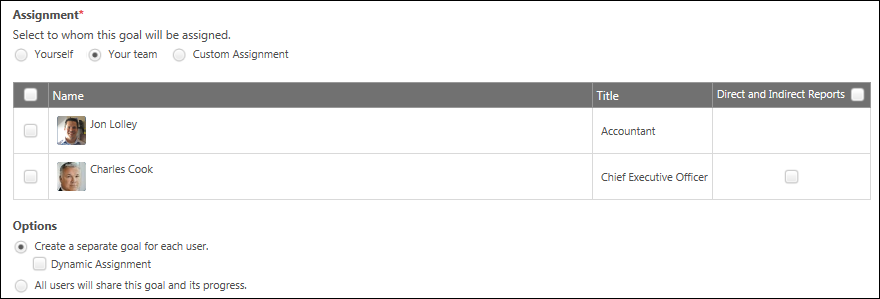 Assignment*
Select to whom this goal will be assigned.
Yourself Your team Custom Assignment
Name Title Direct and Indirect Reports
Jon Lolley Accountant
Charles Cook Chief Executive Officer
Options
Create a separate goal for each user.
Dynamic Assignment
All users will share this goal and its progress.